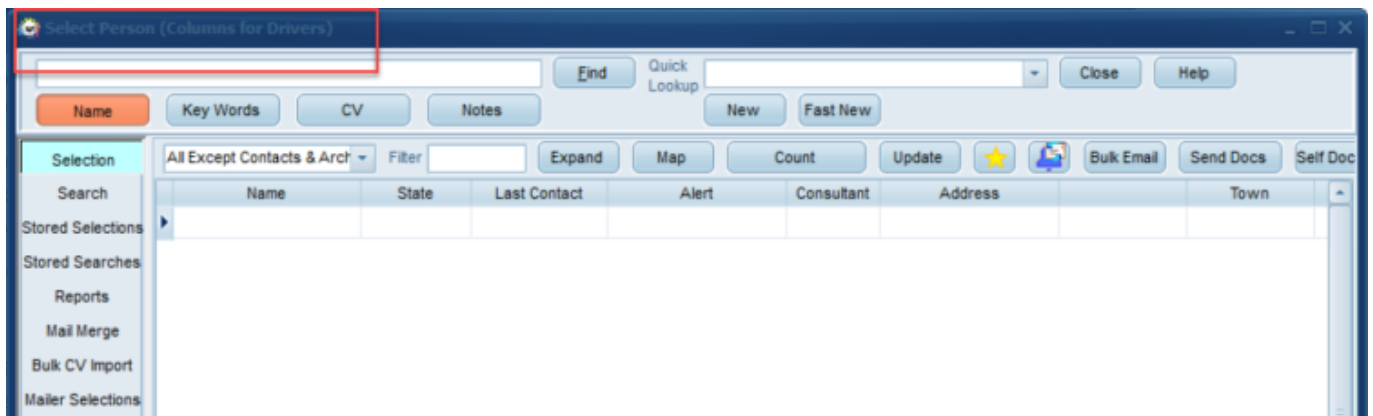 Select Person (Columns for Drivers)
Find
Quick
Lookup
Close
Help
Name
Key Words
CV
Notes
New
Fast New
Selection
All Except Contacts & Arch
Filter
Expand
Map
Count
Update
Bulk Email
Send Docs
Self Doc
Search
Name
State
Last Contact
Alert
Consultant
Address
Town
Stored Selections
Stored Searches
Reports
Mail Merge
Bulk CV Import
Mailer Selections